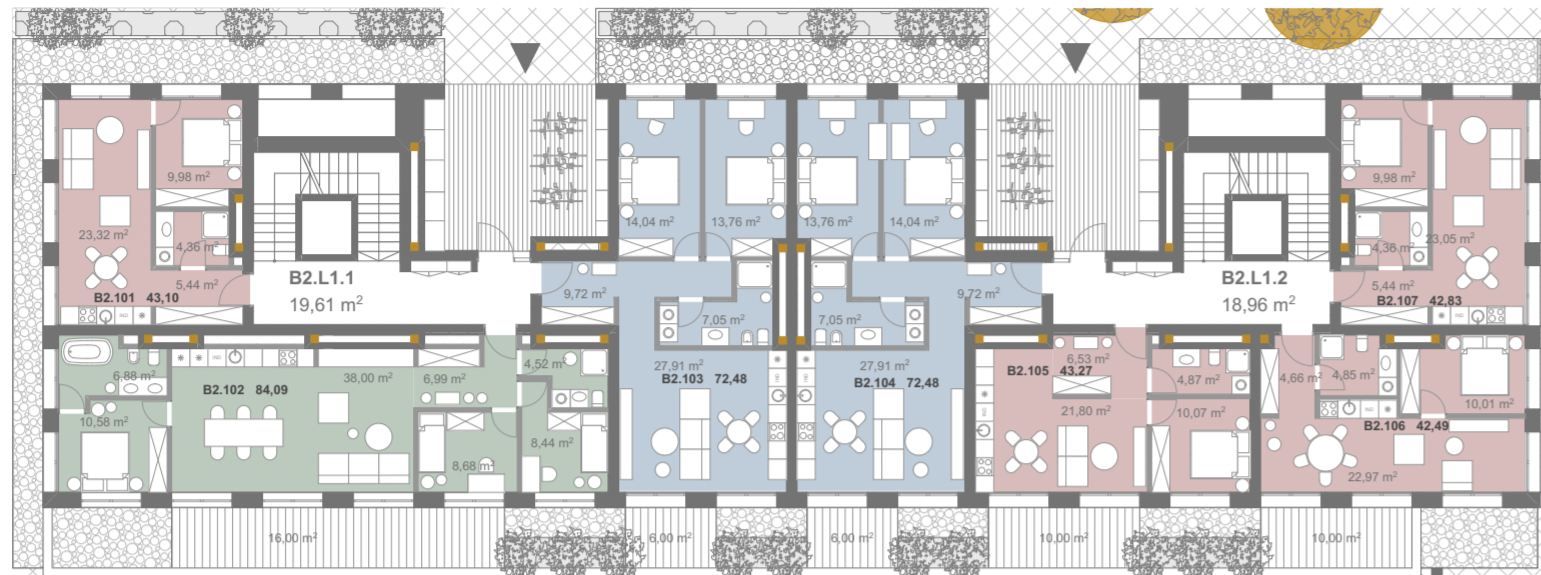 9,98 m²
9,98 m²
14,04 m²
13,76 m²
13,76 m²
14,04 m²
23,32 m²
4,36 m²
4,36 m²
23,05 m²
5,44 m²
B2.L1.1
19,61 m²
B2.L1.2
18,96 m²
5,44 m²
B2.101 43,10
9,72 m²
9,72 m²
B2.107 42,83
IND
IND
7,05 m²
7,05 m²
IND
IND
6,88 m²
B2.102 84,09
38,00 m²
6,99 m²
4,52 m²
27,91 m²
B2.103 72,48
27,91 m²
B2.104 72,48
IND
IND
6,53 m²
B2.105 43,27
4,87 m²
4,66 m²
4,85 m²
10,01 m²
IND
IND
10,58 m²
8,68 m²
8,44 m²
21,80 m²
10,07 m²
B2.106 42,49
22,97 m²
16,00 m²
6,00 m²
6,00 m²
10,00 m²
10,00 m²